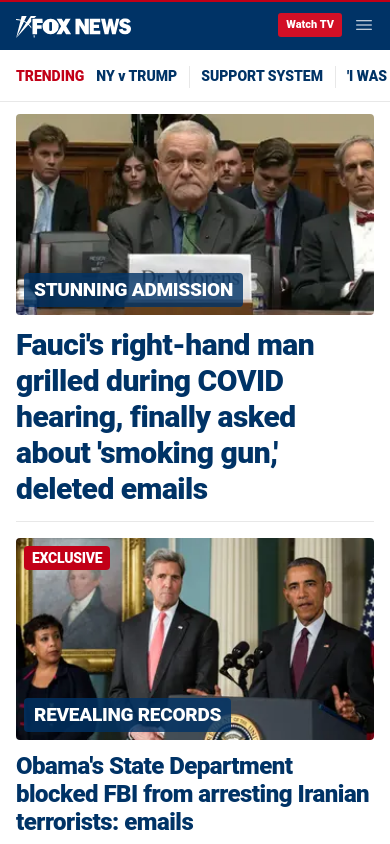 FOX NEWS
Watch TV
TRENDING NY v TRUMP SUPPORT SYSTEM 'I WAS
Dr. Morens
STUNNING ADMISSION
Fauci's right-hand man
grilled during COVID
hearing, finally asked
about 'smoking gun,'
deleted emails
EXCLUSIVE
REVEALING RECORDS
Obama's State Department
blocked FBI from arresting Iranian
terrorists: emails